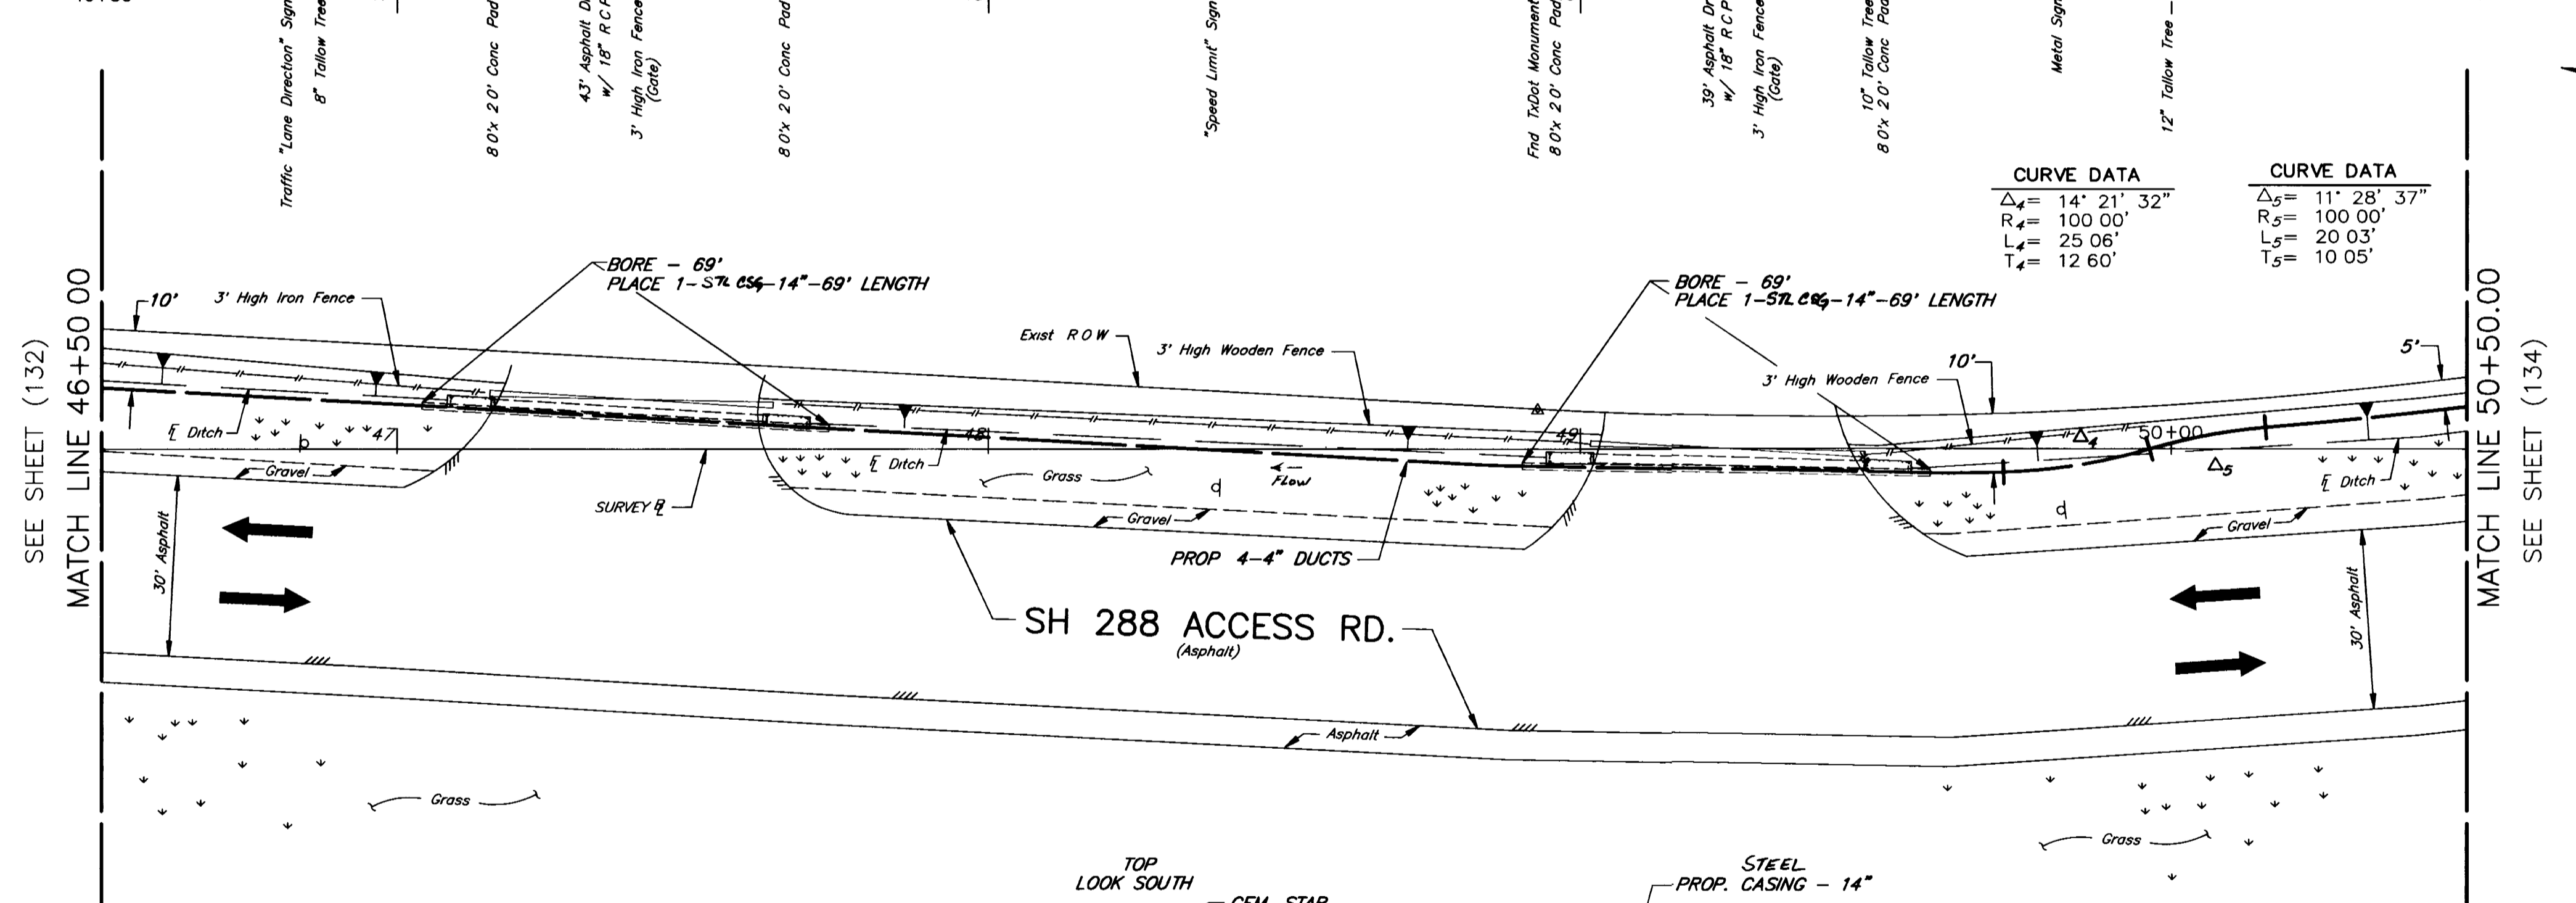 Traffic "Lane Direction" Sign
8" Tallow Tree
8 0'x 2 0' Conc Pad
43' Asphalt Dr
w/ 18" R C P
3' High Iron Fence
(Gate)
8 0'x 2 0' Conc Pad
"Speed Limit" Sign
Fnd TxDot Monument
8 0'x 2 0' Conc Pad
39' Asphalt Dr
w/ 18" R C P
3' High Iron Fence
(Gate)
10" Tallow Tree
8 0'x 2 0' Conc Pad
Metal Sign
12" Tallow Tree
CURVE DATA
Δ4= 14° 21' 32"
R4= 100 00'
L4= 25 06'
T4= 12 60'
CURVE DATA
Δ5= 11° 28' 37"
R5= 100 00'
L5= 20 03'
T5= 10 05'
SEE SHEET (132)
MATCH LINE 46+50 00
BORE - 69'
PLACE 1-STL CSG-14"-69' LENGTH
BORE - 69'
PLACE 1-STL CSG-14"-69' LENGTH
10'
3' High Iron Fence
Exist R O W
3' High Wooden Fence
3' High Wooden Fence
10'
5'
MATCH LINE 50+50.00
SEE SHEET (134)
℄ Ditch
47
48
49
Δ4
50+00
℄ Ditch
Gravel
Grass
FLOW
Δ5
℄ Ditch
SURVEY ℄
Gravel
Gravel
PROP 4-4" DUCTS
30' Asphalt
30' Asphalt
SH 288 ACCESS RD.
(Asphalt)
Asphalt
Grass
Grass
TOP
LOOK SOUTH
STEEL
PROP. CASING - 14"